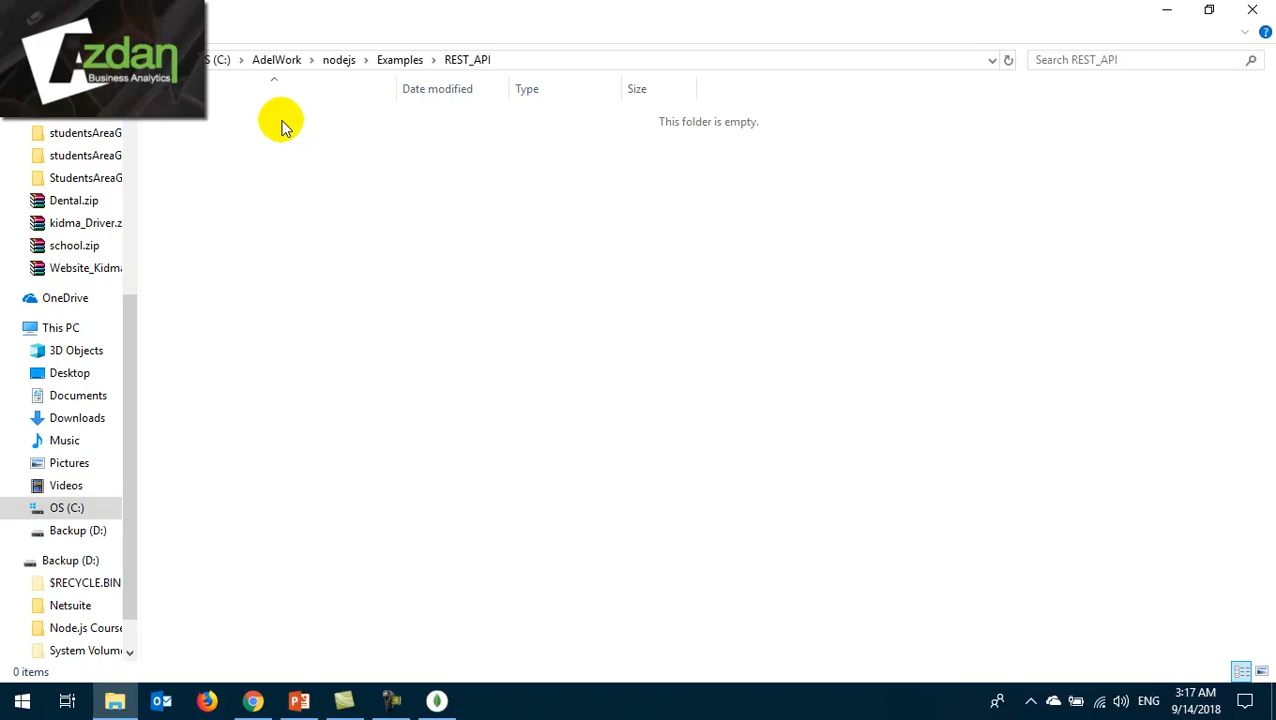 Azdan
Business Analytics
S (C:) > AdelWork > nodejs > Examples > REST_API
Search REST_API
Date modified
Type
Size
This folder is empty.
studentsAreaG
studentsAreaG
StudentsAreaG
Dental.zip
kidma_Driver.z
school.zip
Website_Kidma
OneDrive
This PC
3D Objects
Desktop
Documents
Downloads
Music
Pictures
Videos
OS (C:)
Backup (D:)
Backup (D:)
$RECYCLE.BIN
Netsuite
Node.js Course
System Volume
0 items
ENG
3:17 AM
9/14/2018